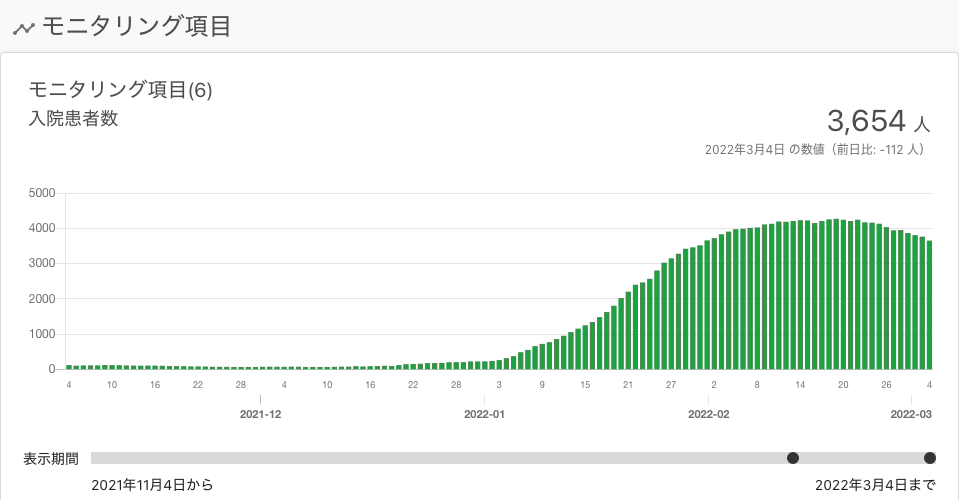 モニタリング項目
モニタリング項目(6)
入院患者数
3,654 人
2022年3月4日 の数値（前日比: -112 人）
5000
4000
3000
2000
1000
0
4 10 16 22 28 4 10 16 22 28 3 9 15 21 27 2 8 14 20 26 4
2021-12 2022-01 2022-02 2022-03
表示期間
2021年11月4日から 2022年3月4日まで